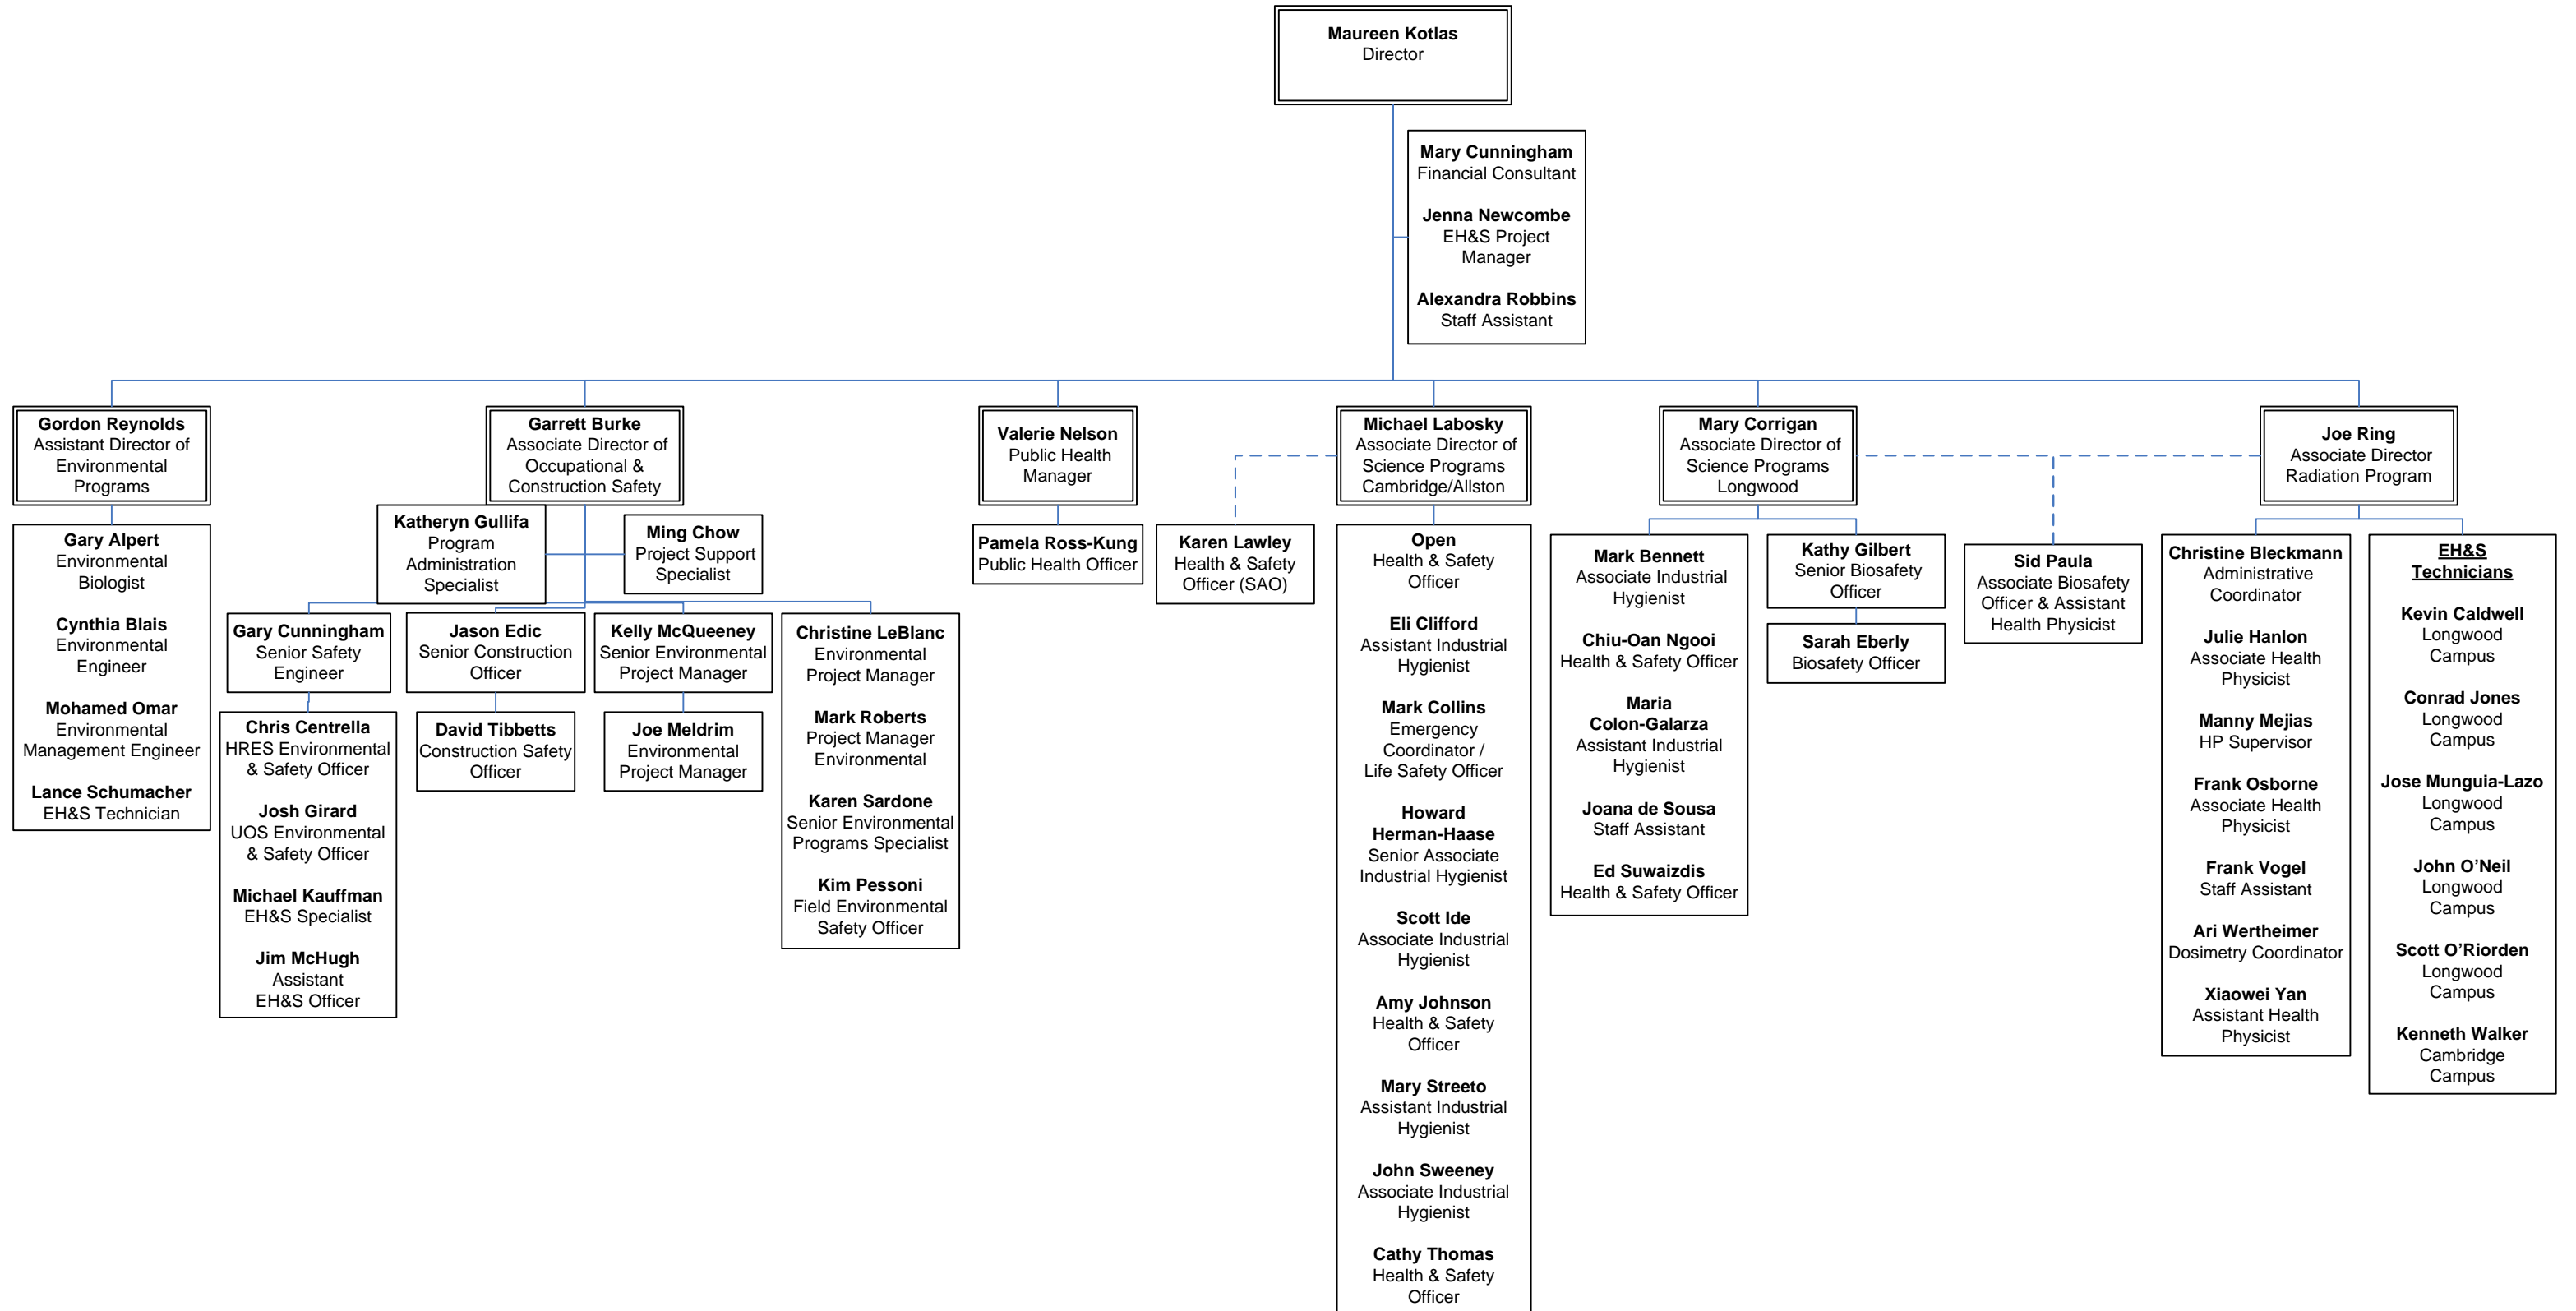 Maureen Kotlas
Director
Mary Cunningham
Financial Consultant
Jenna Newcombe
EH&S Project
Manager
Alexandra Robbins
Staff Assistant
Gordon Reynolds
Assistant Director of
Environmental
Programs
Garrett Burke
Associate Director of
Occupational &
Construction Safety
Valerie Nelson
Public Health
Manager
Michael Labosky
Associate Director of
Science Programs
Cambridge/Allston
Mary Corrigan
Associate Director of
Science Programs
Longwood
Joe Ring
Associate Director
Radiation Program
Gary Alpert
Environmental
Biologist
Cynthia Blais
Environmental
Engineer
Mohamed Omar
Environmental
Management Engineer
Lance Schumacher
EH&S Technician
Katheryn Gullifa
Program
Administration
Specialist
Ming Chow
Project Support
Specialist
Gary Cunningham
Senior Safety
Engineer
Chris Centrella
HRES Environmental
& Safety Officer
Josh Girard
UOS Environmental
& Safety Officer
Michael Kauffman
EH&S Specialist
Jim McHugh
Assistant
EH&S Officer
Jason Edic
Senior Construction
Officer
David Tibbetts
Construction Safety
Officer
Kelly McQueeney
Senior Environmental
Project Manager
Joe Meldrim
Environmental
Project Manager
Christine LeBlanc
Environmental
Project Manager
Mark Roberts
Project Manager
Environmental
Karen Sardone
Senior Environmental
Programs Specialist
Kim Pessoni
Field Environmental
Safety Officer
Pamela Ross-Kung
Public Health Officer
Karen Lawley
Health & Safety
Officer (SAO)
Open
Health & Safety
Officer
Eli Clifford
Assistant Industrial
Hygienist
Mark Collins
Emergency
Coordinator /
Life Safety Officer
Howard
Herman-Haase
Senior Associate
Industrial Hygienist
Scott Ide
Associate Industrial
Hygienist
Amy Johnson
Health & Safety
Officer
Mary Streeto
Assistant Industrial
Hygienist
John Sweeney
Associate Industrial
Hygienist
Cathy Thomas
Health & Safety
Officer
Mark Bennett
Associate Industrial
Hygienist
Chiu-Oan Ngooi
Health & Safety Officer
Maria
Colon-Galarza
Assistant Industrial
Hygienist
Joana de Sousa
Staff Assistant
Ed Suwaizdis
Health & Safety Officer
Kathy Gilbert
Senior Biosafety
Officer
Sarah Eberly
Biosafety Officer
Sid Paula
Associate Biosafety
Officer & Assistant
Health Physicist
Christine Bleckmann
Administrative
Coordinator
Julie Hanlon
Associate Health
Physicist
Manny Mejias
HP Supervisor
Frank Osborne
Associate Health
Physicist
Frank Vogel
Staff Assistant
Ari Wertheimer
Dosimetry Coordinator
Xiaowei Yan
Assistant Health
Physicist
EH&S
Technicians
Kevin Caldwell
Longwood
Campus
Conrad Jones
Longwood
Campus
Jose Munguia-Lazo
Longwood
Campus
John O’Neil
Longwood
Campus
Scott O’Riorden
Longwood
Campus
Kenneth Walker
Cambridge
Campus